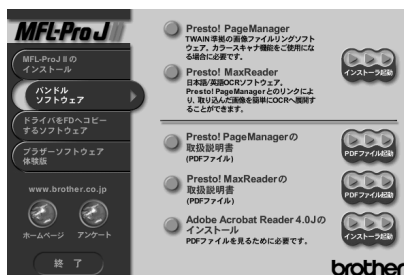 MFL-Pro J II
MFL-ProJ IIの
インストール
バンドル
ソフトウェア
ドライバをFDへコピー
するソフトウェア
ブラザーソフトウェア
体験版
www.brother.co.jp
ホームページ
アンケート
終 了
Presto! PageManager
TWAIN準拠の画像ファイリングソフト
ウェア。カラースキャナ機能をご使用にな
る場合に必要です。
Presto! MaxReader
日本語/英語OCRソフトウェア。
Presto! PageManagerとのリンクによ
り、取り込んだ画像を簡単にOCRへ展開す
ることができます。
インストーラ起動
Presto! PageManagerの
取扱説明書
(PDFファイル)
PDFファイル起動
Presto! MaxReaderの
取扱説明書
(PDFファイル)
PDFファイル起動
Adobe Acrobat Reader 4.0Jの
インストール
PDFファイルを見るために必要です。
インストーラ起動
brother